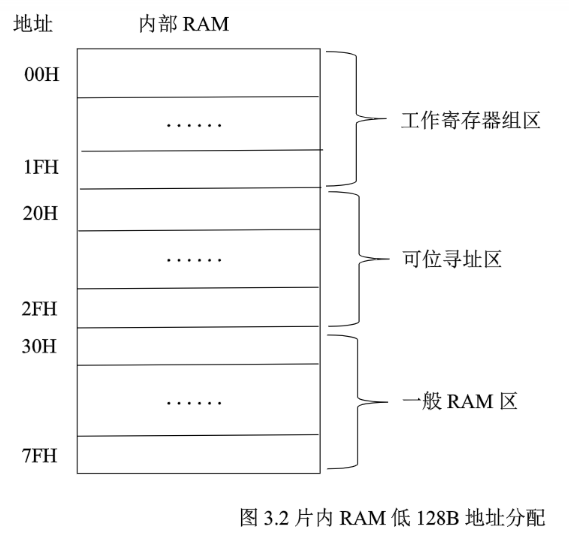 地址 内部 RAM
00H
……
工作寄存器组区
1FH
20H
……
可位寻址区
2FH
30H
……
一般 RAM 区
7FH
图 3.2 片内 RAM 低 128B 地址分配